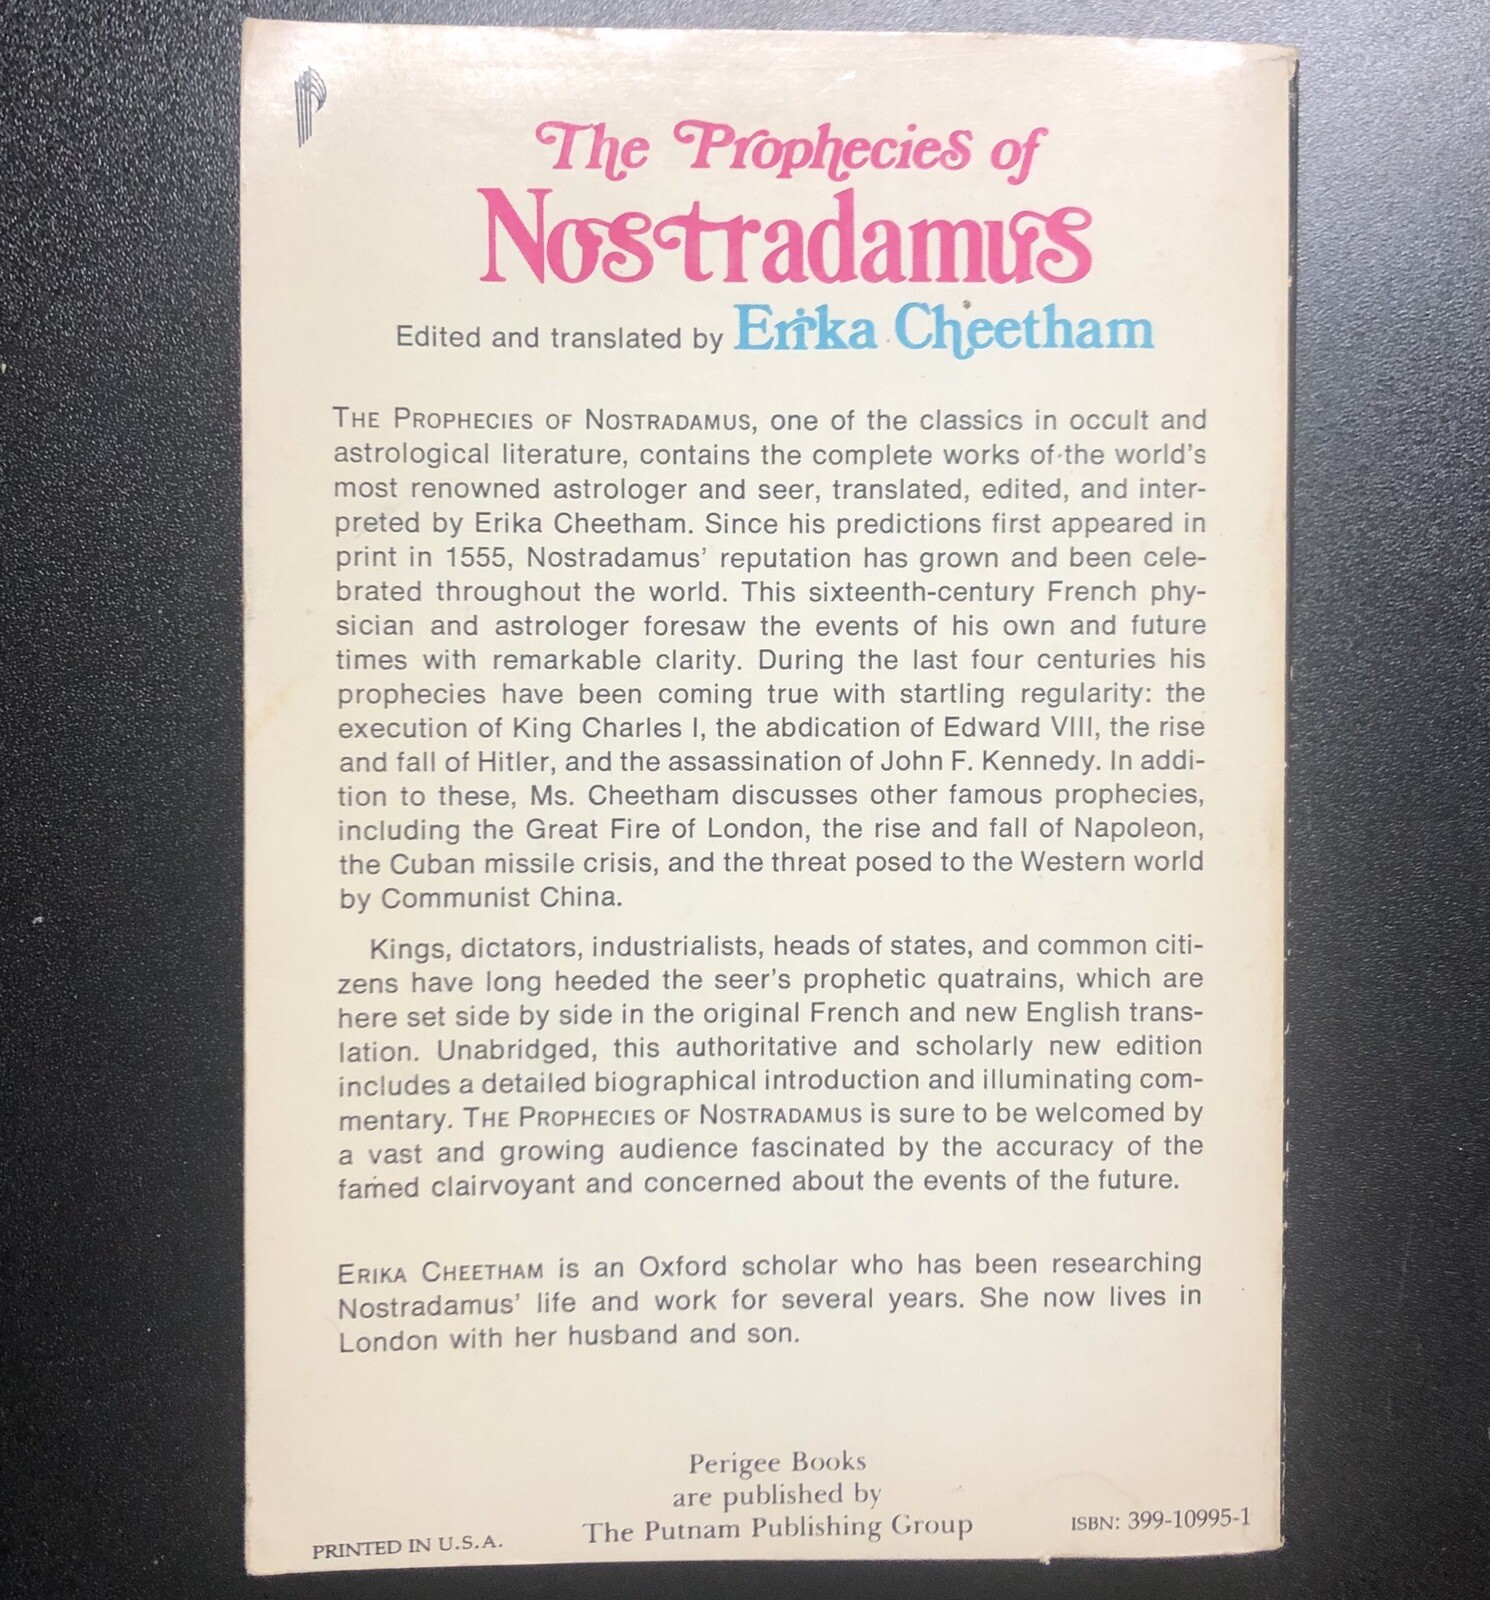 The Prophecies of
Nostradamus
Edited and translated by Erika Cheetham
THE PROPHECIES OF NOSTRADAMUS, one of the classics in occult and
astrological literature, contains the complete works of the world's
most renowned astrologer and seer, translated, edited, and inter-
preted by Erika Cheetham. Since his predictions first appeared in
print in 1555, Nostradamus' reputation has grown and been cele-
brated throughout the world. This sixteenth-century French phy-
sician and astrologer foresaw the events of his own and future
times with remarkable clarity. During the last four centuries his
prophecies have been coming true with startling regularity: the
execution of King Charles I, the abdication of Edward VIII, the rise
and fall of Hitler, and the assassination of John F. Kennedy. In addi-
tion to these, Ms. Cheetham discusses other famous prophecies,
including the Great Fire of London, the rise and fall of Napoleon,
the Cuban missile crisis, and the threat posed to the Western world
by Communist China.
Kings, dictators, industrialists, heads of states, and common citi-
zens have long heeded the seer's prophetic quatrains, which are
here set side by side in the original French and new English trans-
lation. Unabridged, this authoritative and scholarly new edition
includes a detailed biographical introduction and illuminating com-
mentary. THE PROPHECIES OF NOSTRADAMUS is sure to be welcomed by
a vast and growing audience fascinated by the accuracy of the
famed clairvoyant and concerned about the events of the future.
ERIKA CHEETHAM is an Oxford scholar who has been researching
Nostradamus' life and work for several years. She now lives in
London with her husband and son.
Perigee Books
are published by
The Putnam Publishing Group
PRINTED IN U.S.A.
ISBN: 399-10995-1